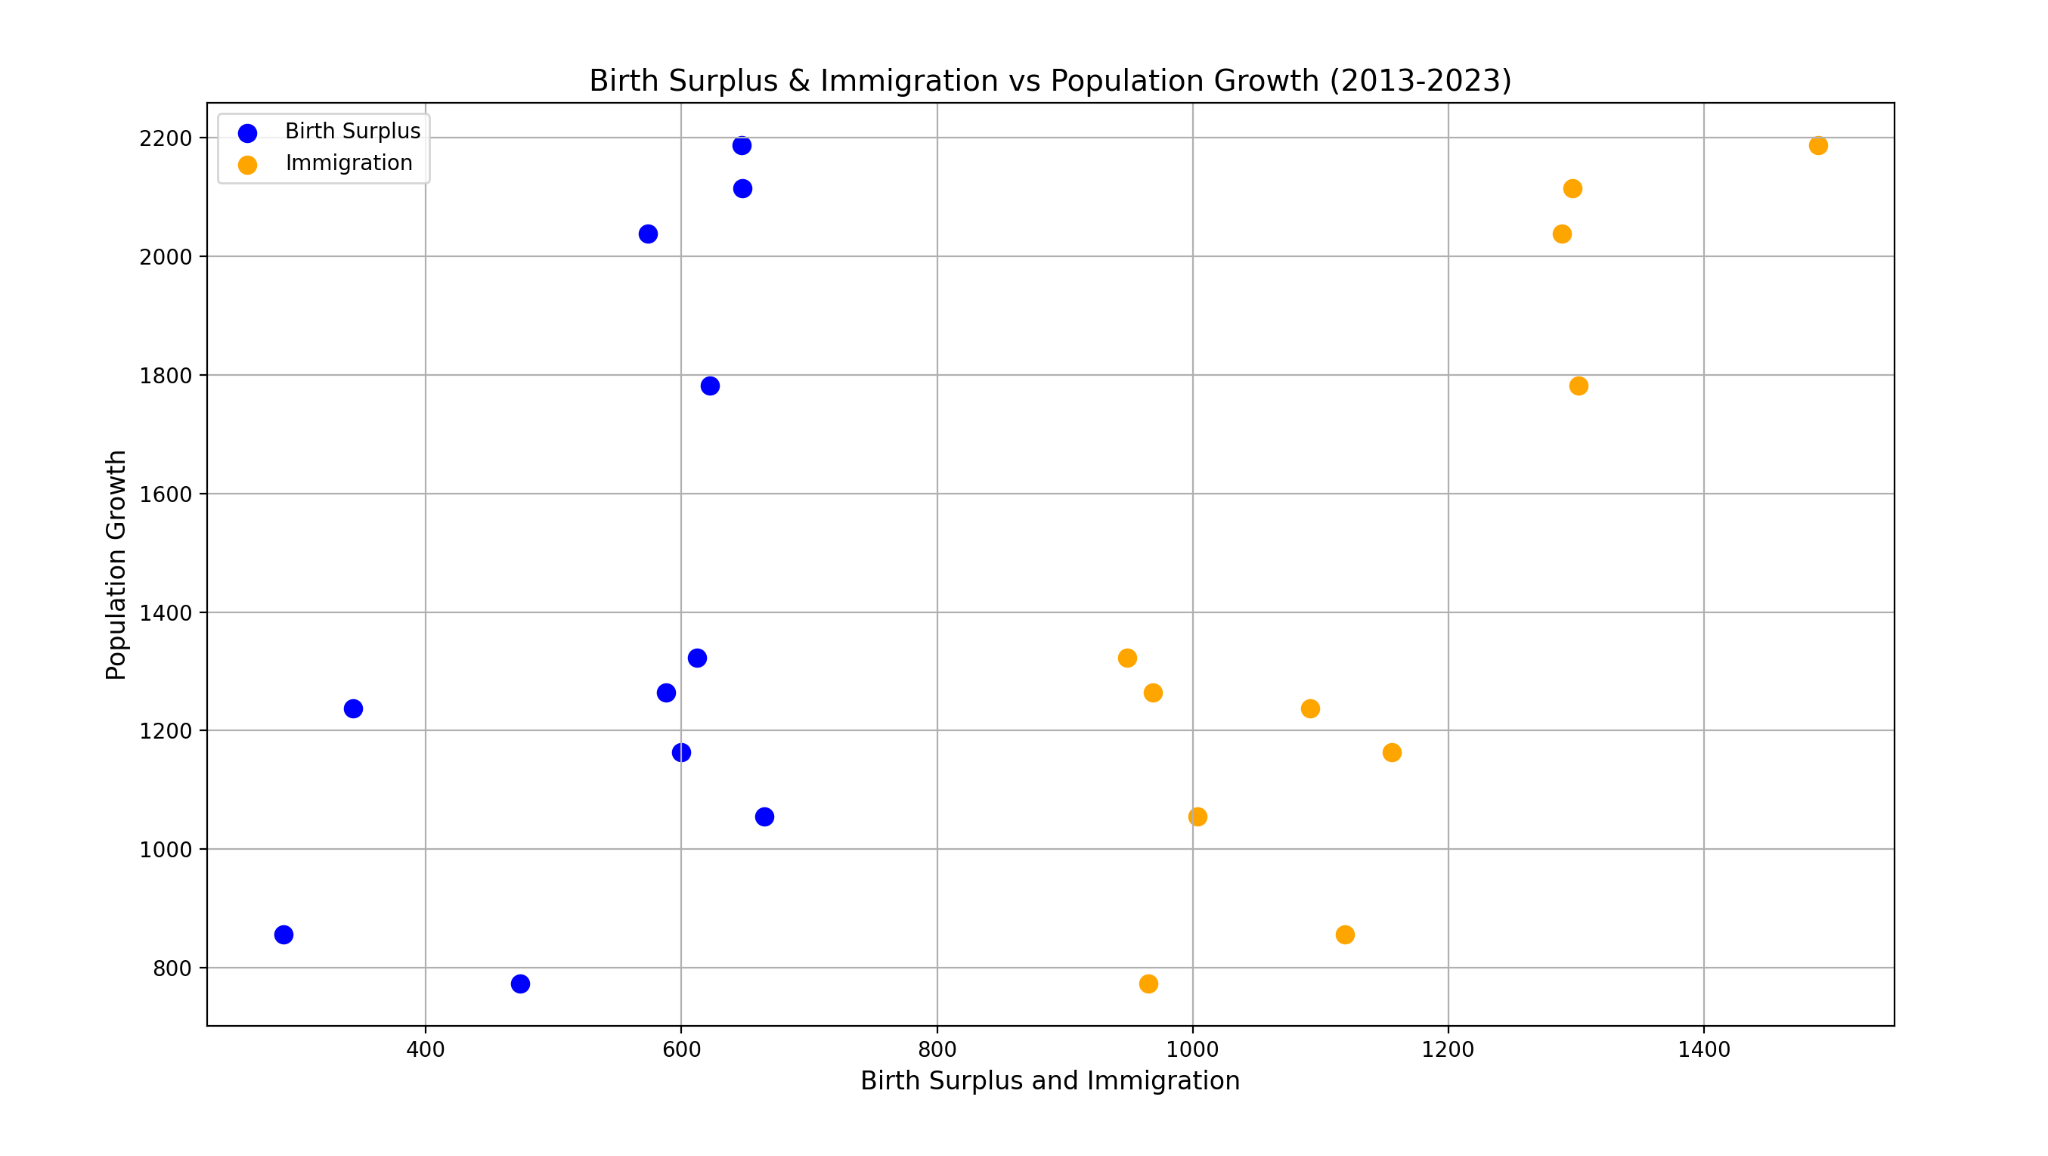 Birth Surplus & Immigration vs Population Growth (2013-2023)
Birth Surplus
Immigration
Population Growth
2200
2000
1800
1600
1400
1200
1000
800
400
600
800
1000
1200
1400
Birth Surplus and Immigration